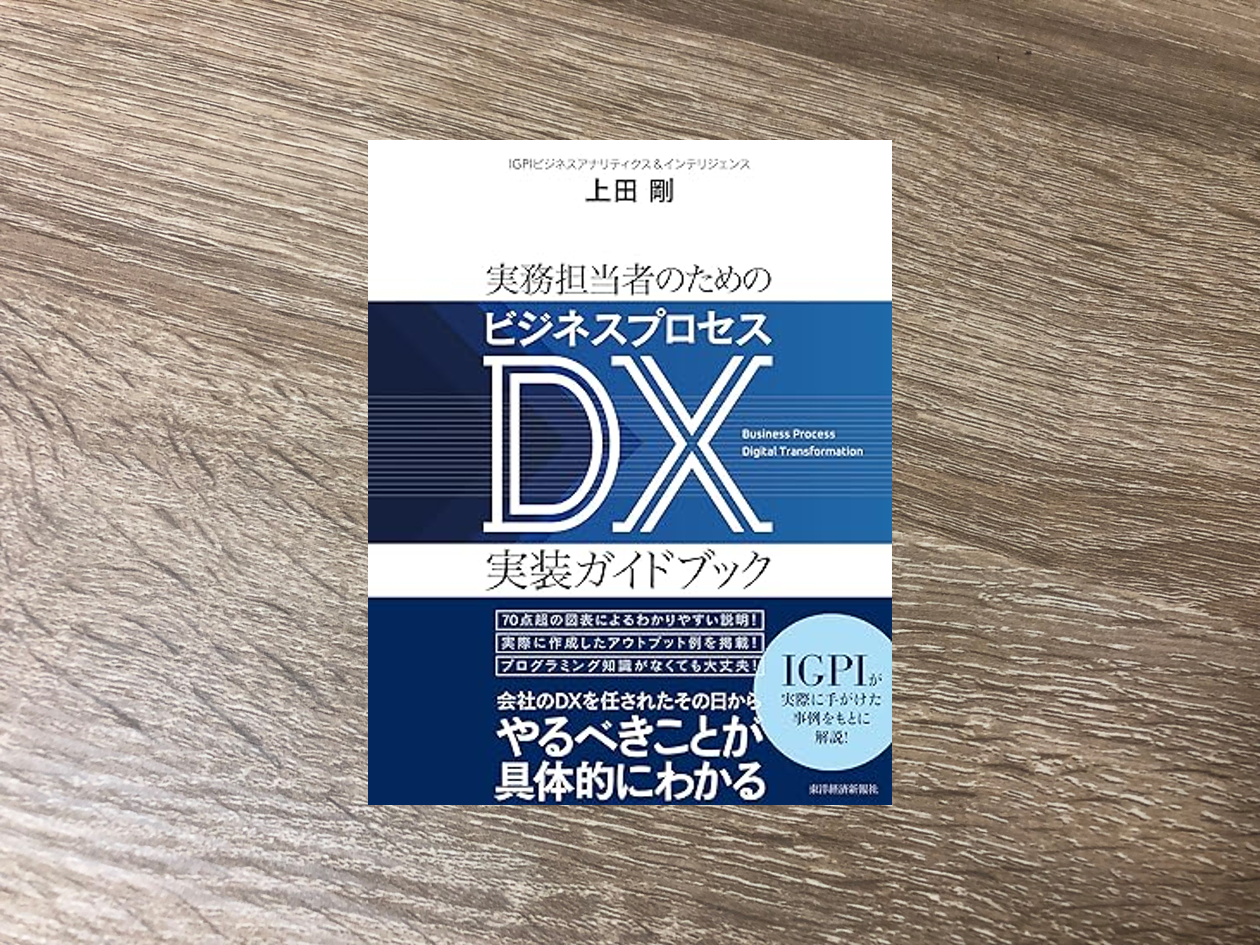 IGPIビジネスアナリティクス&インテリジェンス
上田 剛
実務担当者のための
ビジネスプロセス
DX
Business Process
Digital Transformation
実装ガイドブック
70点超の図表によるわかりやすい説明!
実際に作成したアウトプット例を掲載!
プログラミング知識がなくても大丈夫!
会社のDXを任されたその日から
やるべきことが
具体的にわかる
IGPIが
実際に手がけた
事例をもとに
解説!
東洋経済新報社